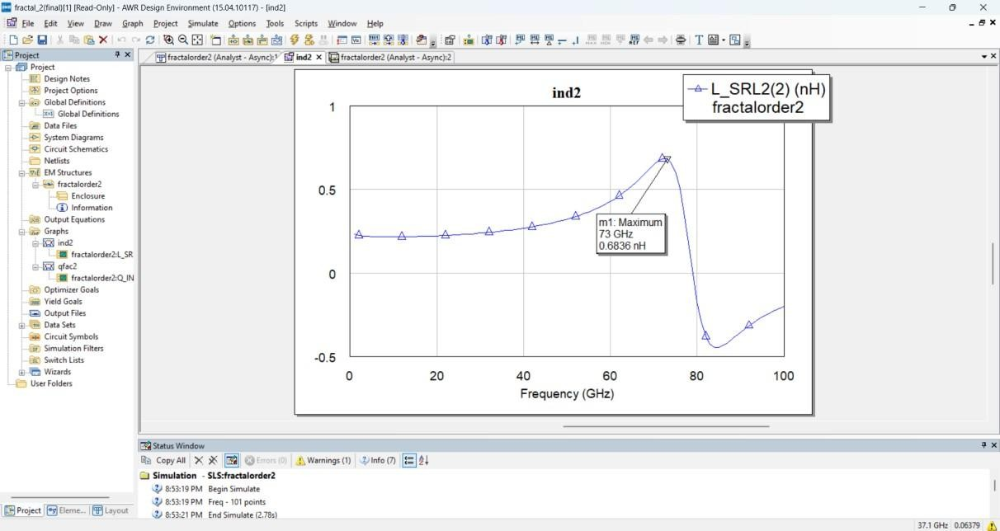 fractal_2(final)[1] [Read-Only] - AWR Design Environment (15.04.10117) - [ind2]
File Edit View Draw Graph Project Simulate Options Tools Scripts Window Help
Project
fractalorder2 (Analyst - Async):1
ind2
fractalorder2 (Analyst - Async):2
Project
Design Notes
Project Options
Global Definitions
Global Definitions
Data Files
System Diagrams
Circuit Schematics
Netlists
EM Structures
fractalorder2
Enclosure
Information
Output Equations
Graphs
ind2
fractalorder2:L_SR
qfac2
fractalorder2:Q_IN
Optimizer Goals
Yield Goals
Output Files
Data Sets
Circuit Symbols
Simulation Filters
Switch Lists
Wizards
User Folders
Project Eleme... Layout
ind2
L_SRL2(2) (nH)
fractalorder2
1
0.5
0
-0.5
m1: Maximum
73 GHz
0.6836 nH
0 20 40 60 80 100
Frequency (GHz)
Status Window
Copy All Errors (0) Warnings (1) Info (7)
Simulation - SLS:fractalorder2
8:53:19 PM Begin Simulate
8:53:19 PM Freq - 101 points
8:53:21 PM End Simulate (2.78s)
37.1 GHz 0.06379